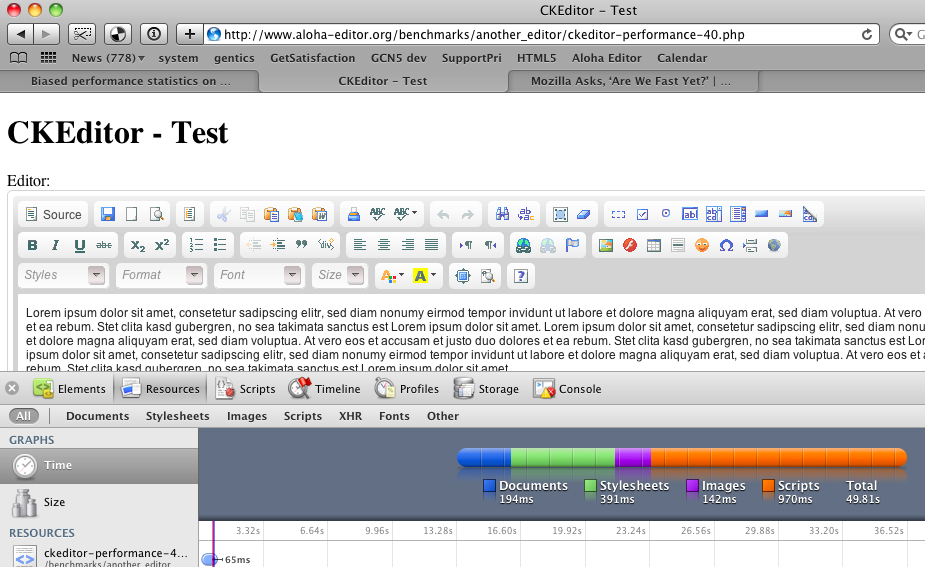 CKEditor – Test
http://www.aloha-editor.org/benchmarks/another_editor/ckeditor-performance-40.php
News (778) system gentics GetSatisfaction GCN5 dev SupportPri HTML5 Aloha Editor Calendar
Biased performance statistics on ... CKEditor – Test Mozilla Asks, ‘Are We Fast Yet?’ | ...
CKEditor - Test
Editor:
Source
B I U abc X2 X2
Styles Format Font Size A A ?
Lorem ipsum dolor sit amet, consetetur sadipscing elitr, sed diam nonumy eirmod tempor invidunt ut labore et dolore magna aliquyam erat, sed diam voluptua. At vero
et ea rebum. Stet clita kasd gubergren, no sea takimata sanctus est Lorem ipsum dolor sit amet. Lorem ipsum dolor sit amet, consetetur sadipscing elitr, sed diam nonu
et dolore magna aliquyam erat, sed diam voluptua. At vero eos et accusam et justo duo dolores et ea rebum. Stet clita kasd gubergren, no sea takimata sanctus est Lore
ipsum dolor sit amet, consetetur sadipscing elitr, sed diam nonumy eirmod tempor invidunt ut labore et dolore magna aliquyam erat, sed diam voluptua. At vero eos et a
rebum. Stet clita kasd gubergren, no sea takimata sanctus est Lorem ipsum dolor sit amet.
Elements Resources Scripts Timeline Profiles Storage Console
All Documents Stylesheets Images Scripts XHR Fonts Other
GRAPHS
Time
Size
Documents Stylesheets Images Scripts Total
194ms 391ms 142ms 970ms 49.81s
3.32s 6.64s 9.96s 13.28s 16.60s 19.92s 23.24s 26.56s 29.88s 33.20s 36.52s
RESOURCES
ckeditor-performance-4...
/benchmarks/another_editor
65ms